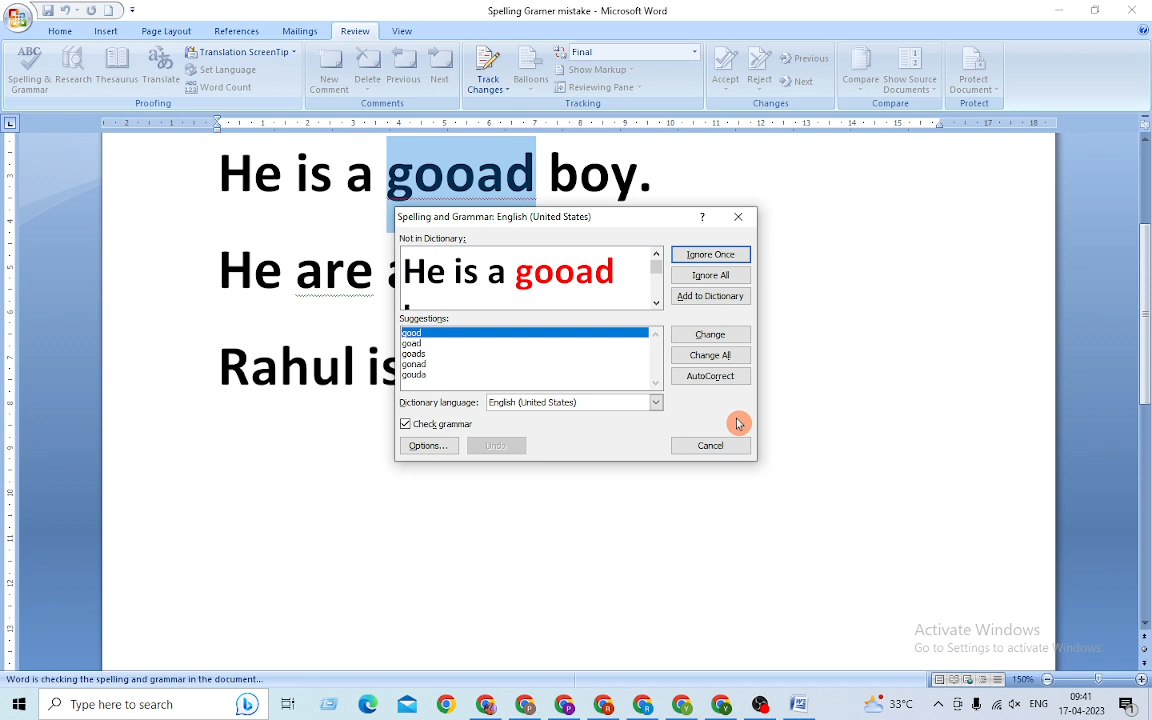 Spelling Gramer mistake - Microsoft Word
Home Insert Page Layout References Mailings Review View
ABC
Spelling & Grammar Research Thesaurus Translate
Translation ScreenTip
Set Language
Word Count
Proofing
New Comment Delete Previous Next
Comments
Track Changes Balloons
Final
Show Markup
Reviewing Pane
Tracking
Accept Reject Previous
Next
Changes
Compare Show Source Documents
Compare
Protect Document
Protect
He is a gooad boy.
He are
Rahul is
Spelling and Grammar: English (United States) ?
Not in Dictionary:
He is a gooad
Ignore Once
Ignore All
Add to Dictionary
Suggestions:
good
goad
goads
gonad
gouda
Change
Change All
AutoCorrect
Dictionary language: English (United States)
Check grammar
Options... Undo Cancel
Activate Windows
Go to Settings to activate Windows.
Word is checking the spelling and grammar in the document...
150%
Type here to search
33°C
ENG
09:41
17-04-2023